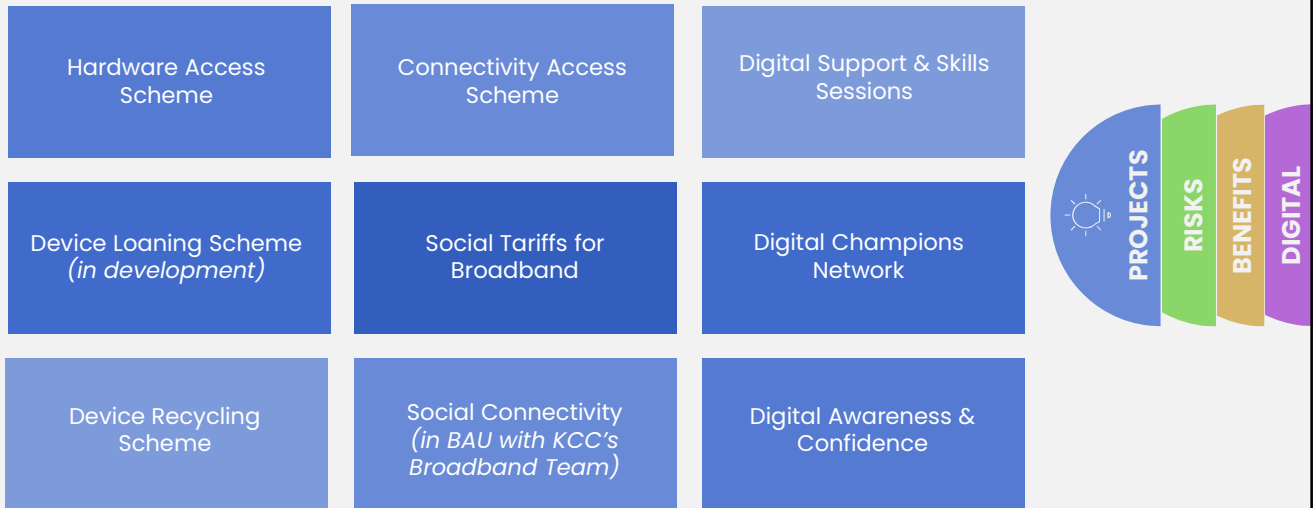 Hardware Access
Scheme
Connectivity Access
Scheme
Digital Support & Skills
Sessions
Device Loaning Scheme
(in development)
Social Tariffs for
Broadband
Digital Champions
Network
Device Recycling
Scheme
Social Connectivity
(in BAU with KCC’s
Broadband Team)
Digital Awareness &
Confidence
PROJECTS
RISKS
BENEFITS
DIGITAL